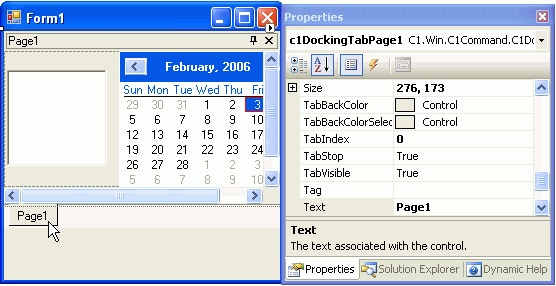 Form1
Page1
February, 2006
Sun Mon Tue Wed Thu Fri
29 30 31 1 2 3
5 6 7 8 9 10
12 13 14 15 16 17
19 20 21 22 23 24
26 27 28 1 2 3
5 6 7 8 9 10
Page1
Properties
c1DockingTabPage1 C1.Win.C1Command.C1Do
Size 276, 173
TabBackColor Control
TabBackColorSelec Control
TabIndex 0
TabStop True
TabVisible True
Tag
Text Page1
Text
The text associated with the control.
Properties Solution Explorer Dynamic Help